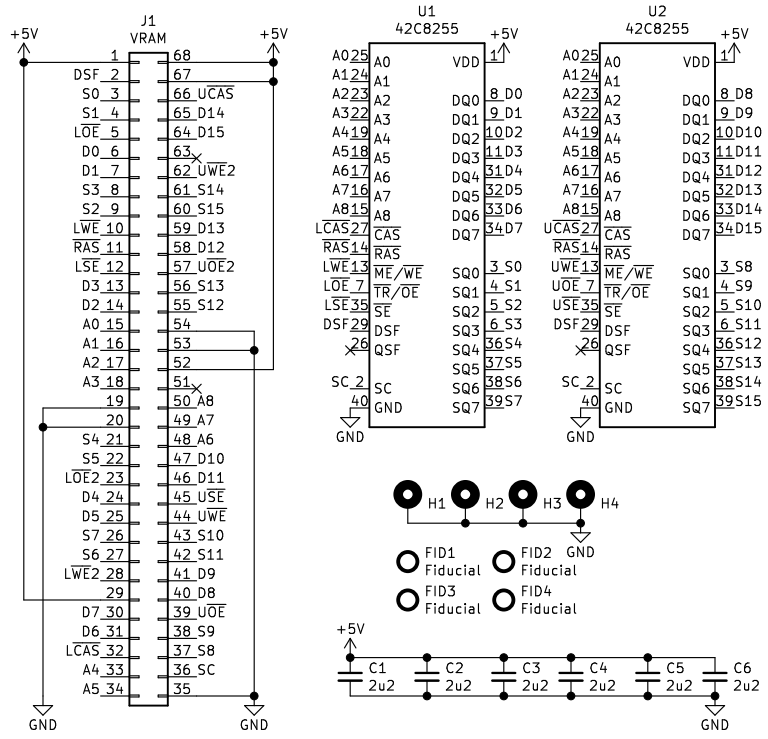 J1
VRAM
+5V +5V
1 68
DSF 2 67
S0 3 66 UCAS
S1 4 65 D14
LOE 5 64 D15
D0 6 63
D1 7 62 UWE2
S3 8 61 S14
S2 9 60 S15
LWE 10 59 D13
RAS 11 58 D12
LSE 12 57 UOE2
D3 13 56 S13
D2 14 55 S12
A0 15 54
A1 16 53
A2 17 52
A3 18 51
19 50 A8
20 49 A7
S4 21 48 A6
S5 22 47 D10
LOE2 23 46 D11
D4 24 45 USE
D5 25 44 UWE
S7 26 43 S10
S6 27 42 S11
LWE2 28 41 D9
29 40 D8
D7 30 39 UOE
D6 31 38 S9
LCAS 32 37 S8
A4 33 36 SC
A5 34 35
GND GND
U1
42C8255
+5V
A0 25 A0 VDD 1
A1 24 A1
A2 23 A2 DQ0 8 D0
A3 22 A3 DQ1 9 D1
A4 19 A4 DQ2 10 D2
A5 18 A5 DQ3 11 D3
A6 17 A6 DQ4 31 D4
A7 16 A7 DQ5 32 D5
A8 15 A8 DQ6 33 D6
LCAS 27 CAS DQ7 34 D7
RAS 14 RAS
LWE 13 ME/WE SQ0 3 S0
LOE 7 TR/OE SQ1 4 S1
LSE 35 SE SQ2 5 S2
DSF 29 DSF SQ3 6 S3
26 QSF SQ4 36 S4
SQ5 37 S5
SC 2 SC SQ6 38 S6
40 GND SQ7 39 S7
GND
U2
42C8255
+5V
A0 25 A0 VDD 1
A1 24 A1
A2 23 A2 DQ0 8 D8
A3 22 A3 DQ1 9 D9
A4 19 A4 DQ2 10 D10
A5 18 A5 DQ3 11 D11
A6 17 A6 DQ4 31 D12
A7 16 A7 DQ5 32 D13
A8 15 A8 DQ6 33 D14
UCAS 27 CAS DQ7 34 D15
RAS 14 RAS
UWE 13 ME/WE SQ0 3 S8
UOE 7 TR/OE SQ1 4 S9
USE 35 SE SQ2 5 S10
DSF 29 DSF SQ3 6 S11
26 QSF SQ4 36 S12
SQ5 37 S13
SC 2 SC SQ6 38 S14
40 GND SQ7 39 S15
GND
H1 H2 H3 H4
GND
FID1 FID2
Fiducial Fiducial
FID3 FID4
Fiducial Fiducial
+5V
C1 C2 C3 C4 C5 C6
2u2 2u2 2u2 2u2 2u2 2u2
GND